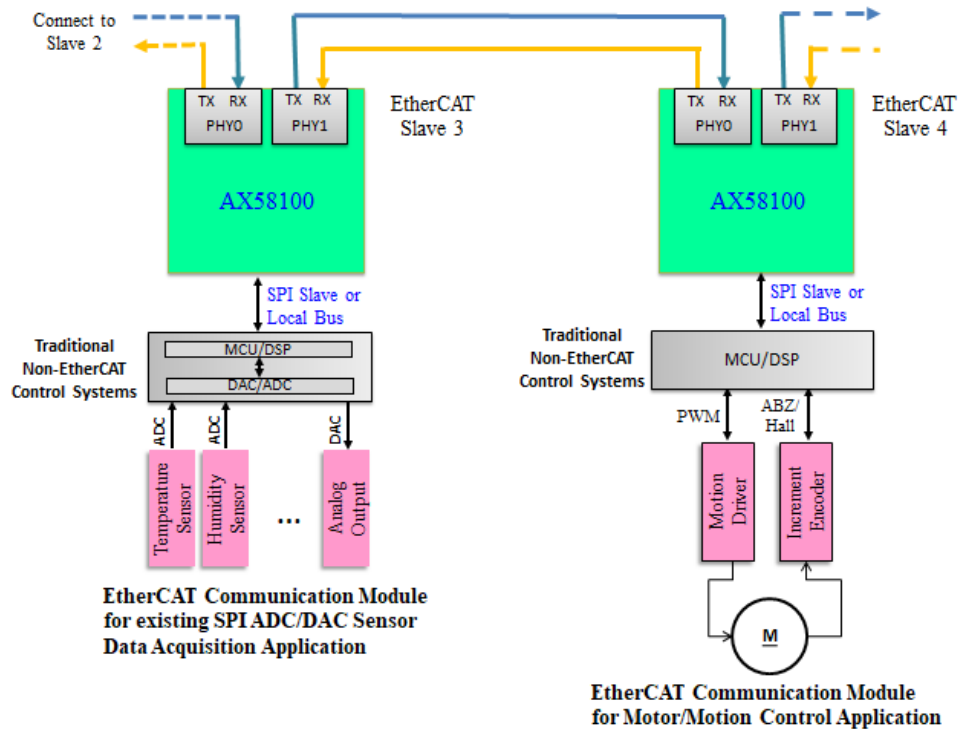 Connect to
Slave 2
TX RX
PHY0
TX RX
PHY1
EtherCAT
Slave 3
AX58100
SPI Slave or
Local Bus
Traditional
Non-EtherCAT
Control Systems
MCU/DSP
DAC/ADC
ADC
ADC
DAC
Temperature
Sensor
Humidity
Sensor
...
Analog
Output
EtherCAT Communication Module
for existing SPI ADC/DAC Sensor
Data Acquisition Application
TX RX
PHY0
TX RX
PHY1
EtherCAT
Slave 4
AX58100
SPI Slave or
Local Bus
Traditional
Non-EtherCAT
Control Systems
MCU/DSP
PWM
ABZ/
Hall
Motion
Driver
Increment
Encoder
M
EtherCAT Communication Module
for Motor/Motion Control Application